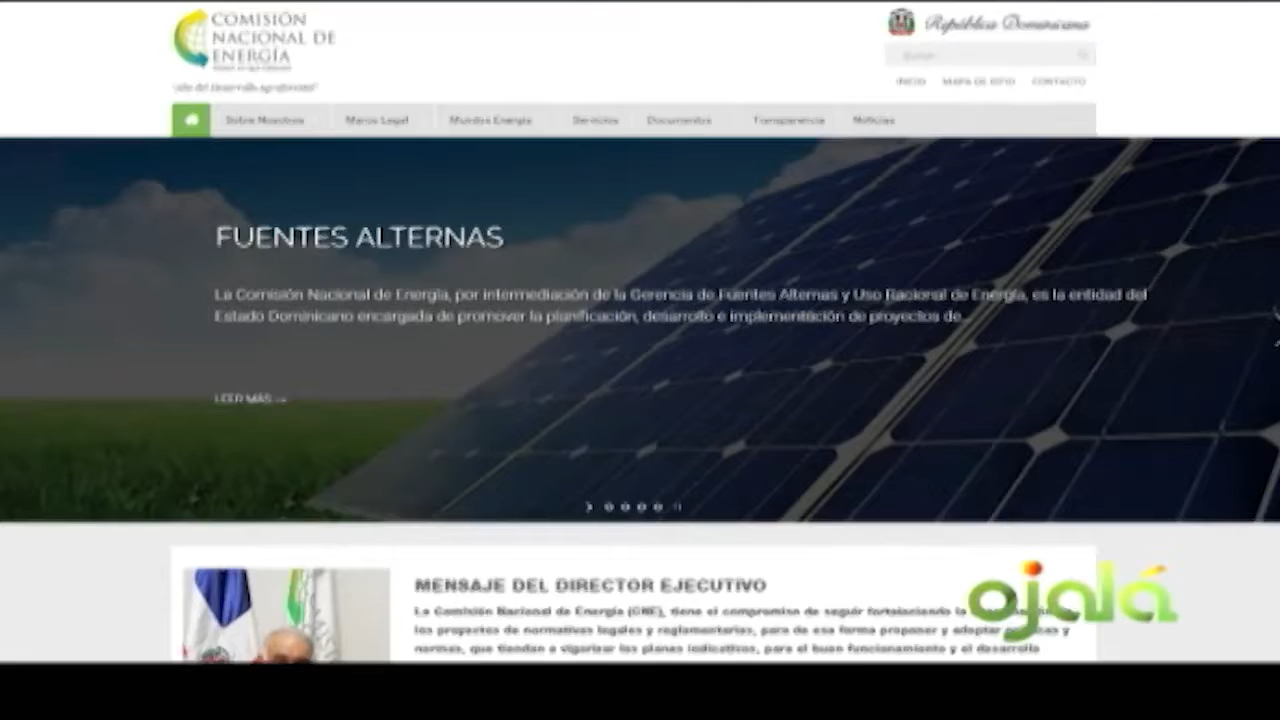 COMISIÓN
NACIONAL DE
ENERGÍA
República Dominicana
Buscar
"año del desarrollo agroforestal"
INICIO MAPA DE SITIO CONTACTO
Sobre Nosotros Marco Legal Mundos Energía Servicios Documentos Transparencia Noticias
FUENTES ALTERNAS
La Comisión Nacional de Energía, por intermediación de la Gerencia de Fuentes Alternas y Uso Racional de Energía, es la entidad del
Estado Dominicano encargada de promover la planificación, desarrollo e implementación de proyectos de...
LEER MÁS
MENSAJE DEL DIRECTOR EJECUTIVO
La Comisión Nacional de Energía (CNE), tiene el compromiso de seguir fortaleciendo la
los proyectos de normativas legales y reglamentarias, para de esa forma proponer y adoptar y
normas, que tiendan a vigorizar los planes indicativos, para el buen funcionamiento y el desarrollo
ojalá